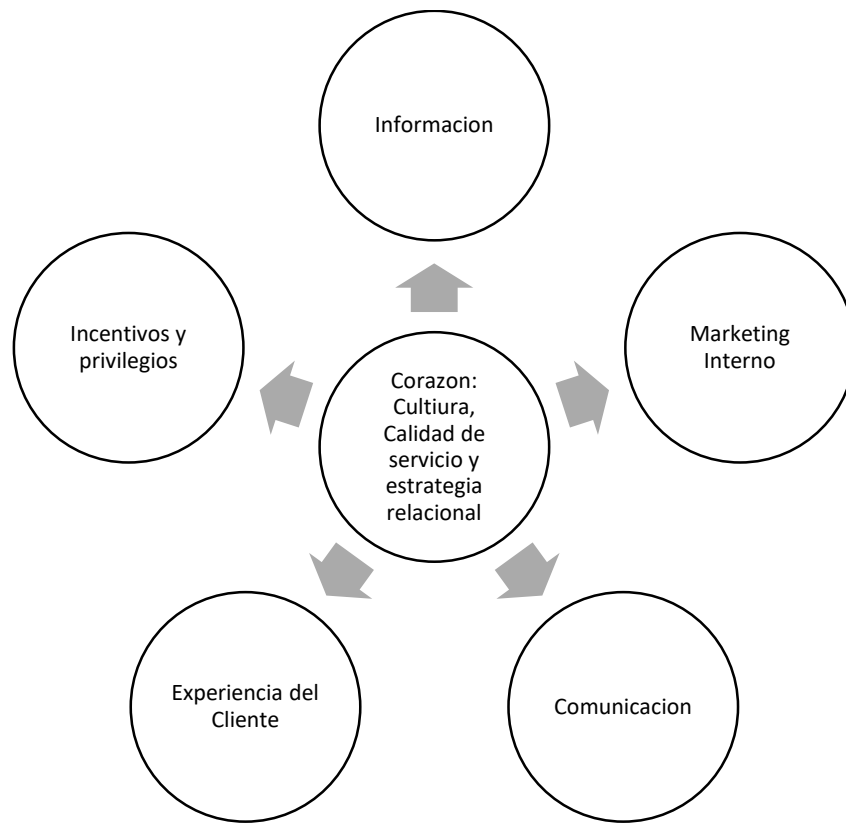 Informacion
Incentivos y
privilegios
Marketing
Interno
Corazon:
Cultiura,
Calidad de
servicio y
estrategia
relacional
Experiencia del
Cliente
Comunicacion